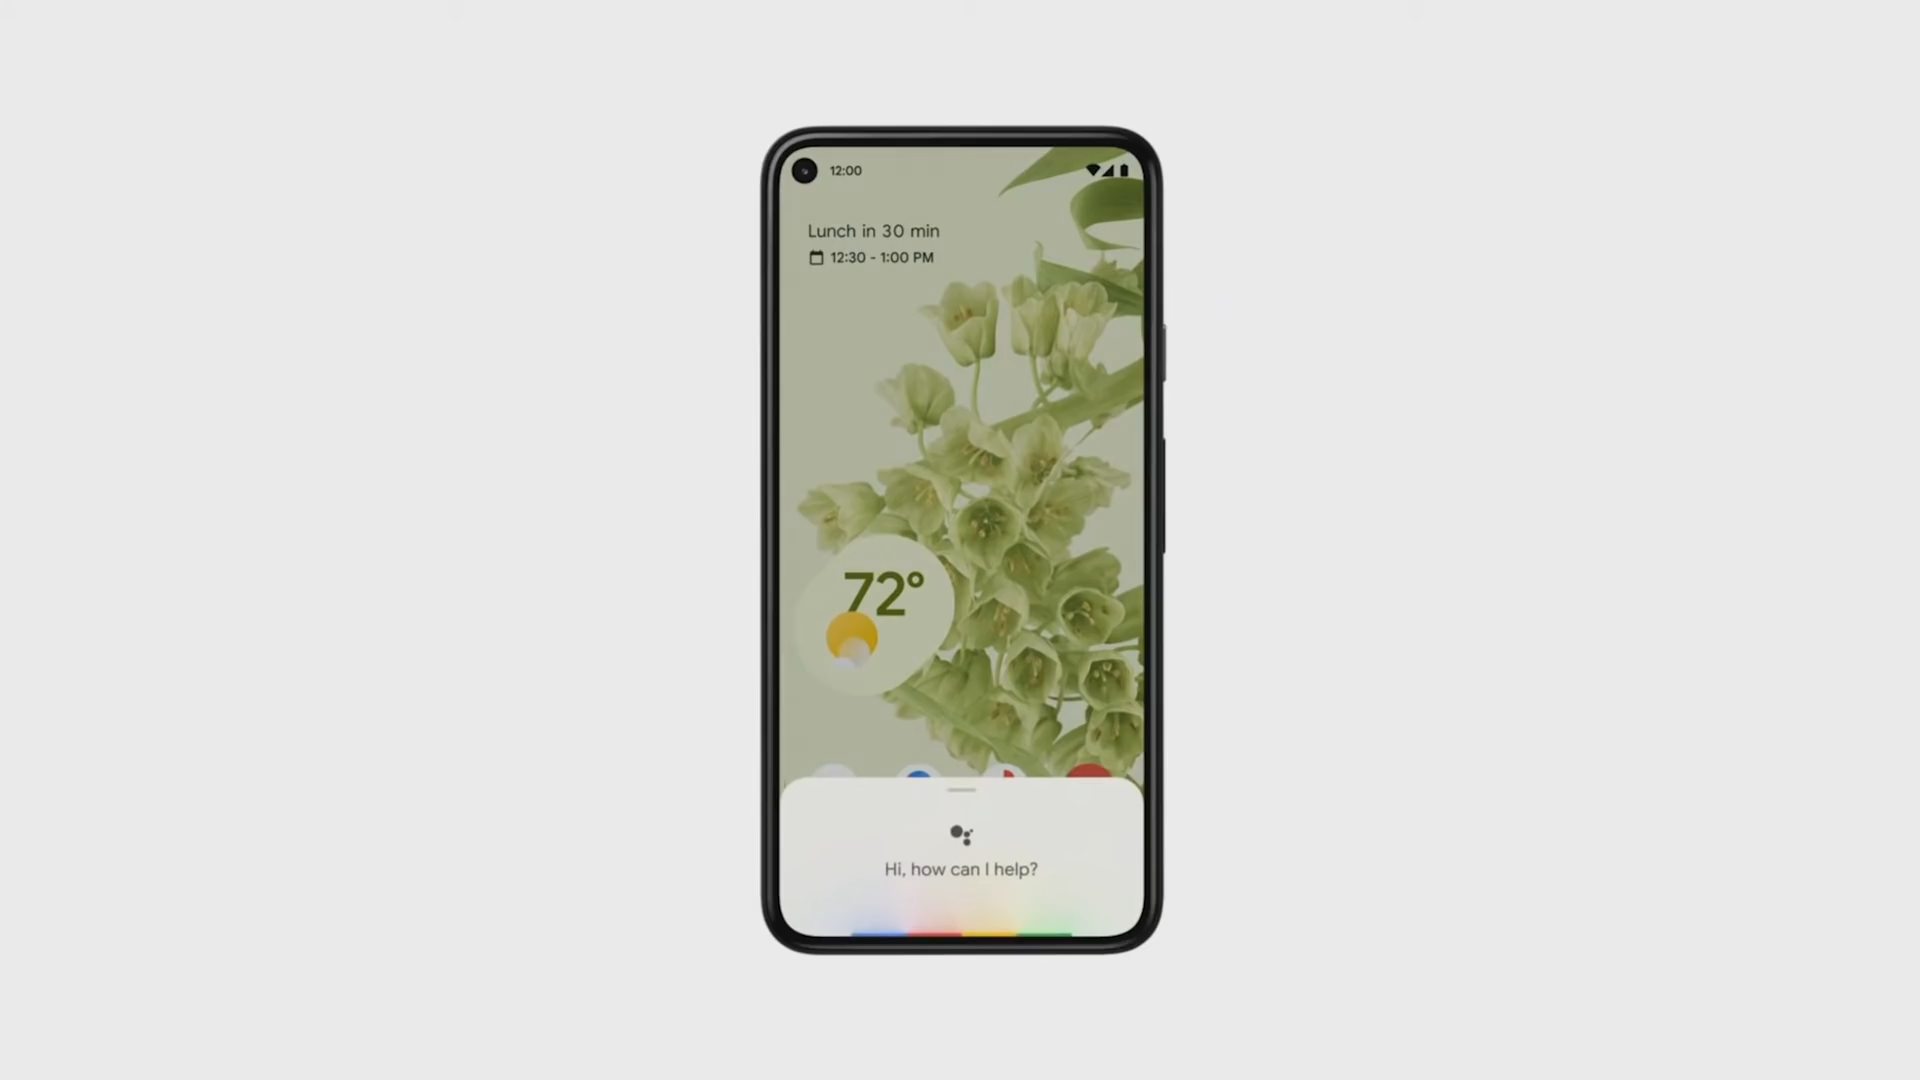 12:00
Lunch in 30 min
12:30 - 1:00 PM
72°
Hi, how can I help?